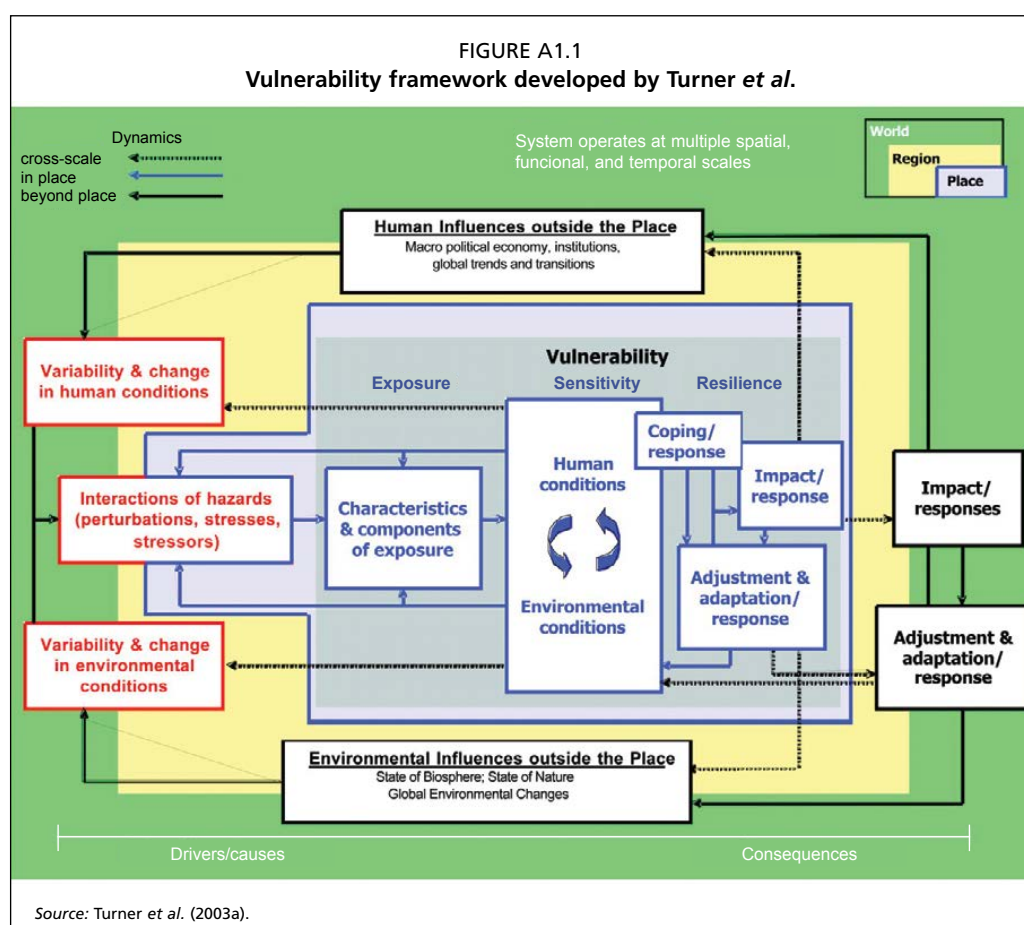 FIGURE A1.1
Vulnerability framework developed by Turner et al.
Dynamics
cross-scale
in place
beyond place
System operates at multiple spatial,
funcional, and temporal scales
World
Region
Place
Human Influences outside the Place
Macro political economy, institutions,
global trends and transitions
Vulnerability
Variability & change
in human conditions
Exposure
Sensitivity
Resilience
Coping/
response
Human
conditions
Impact/
response
Impact/
responses
Interactions of hazards
(perturbations, stresses,
stressors)
Characteristics
& components
of exposure
Environmental
conditions
Adjustment &
adaptation/
response
Variability & change
in environmental
conditions
Adjustment &
adaptation/
response
Environmental Influences outside the Place
State of Biosphere; State of Nature
Global Environmental Changes
Drivers/causes
Consequences
Source: Turner et al. (2003a).